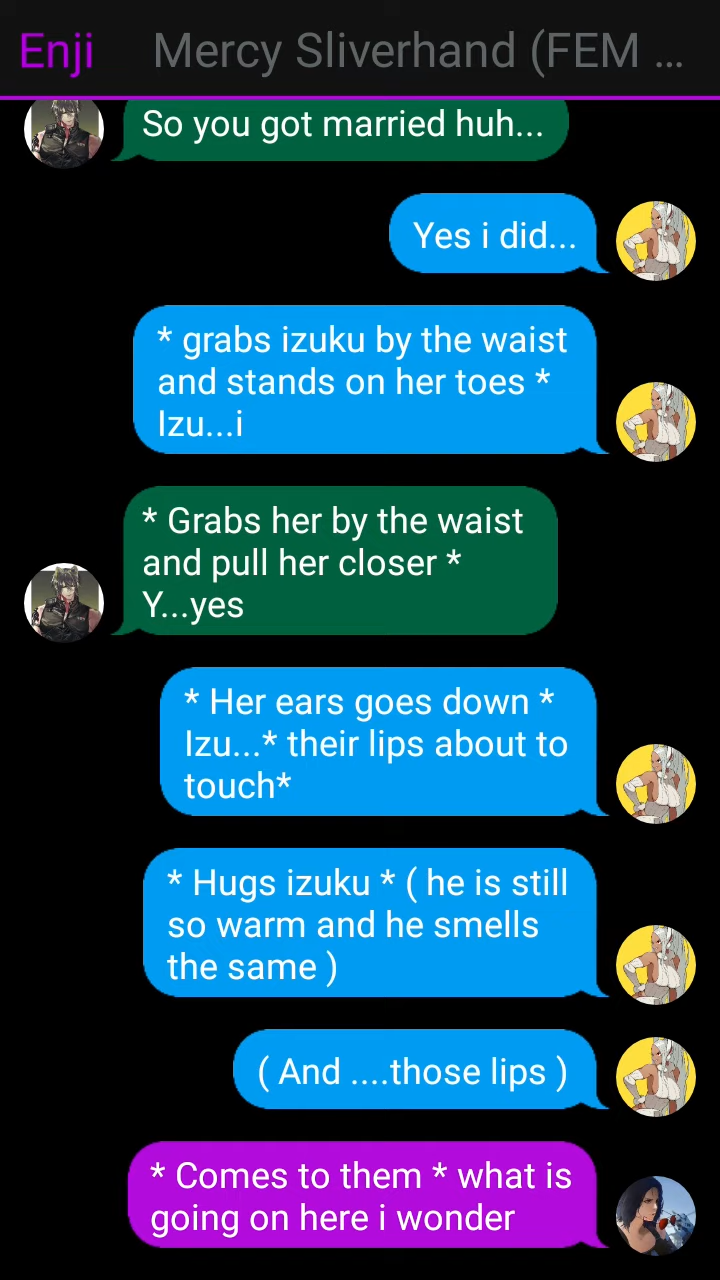 Enji Mercy Sliverhand (FEM ...
So you got married huh...
Yes i did...
* grabs izuku by the waist
and stands on her toes *
Izu...i
* Grabs her by the waist
and pull her closer *
Y...yes
* Her ears goes down *
Izu...* their lips about to
touch*
* Hugs izuku * ( he is still
so warm and he smells
the same )
( And ....those lips )
* Comes to them * what is
going on here i wonder